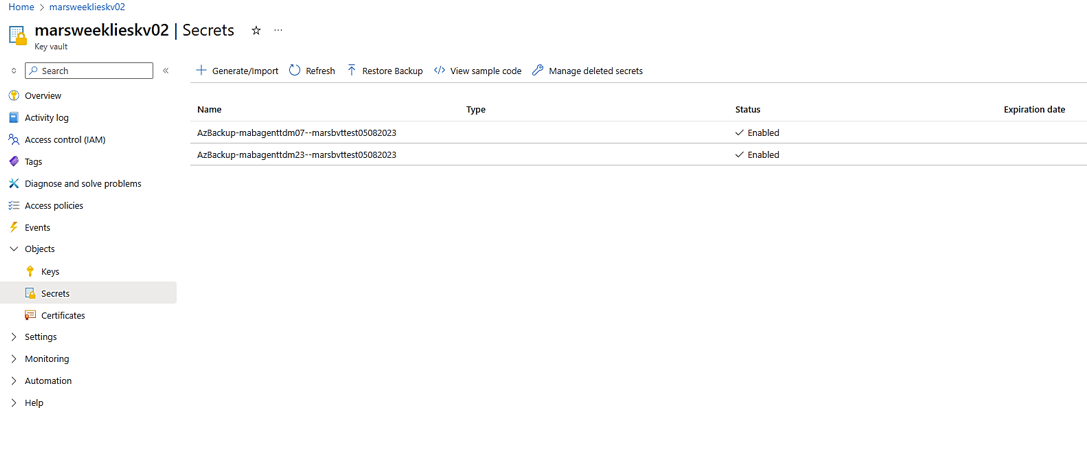 Home > marsweeklieskv02
marsweeklieskv02 | Secrets ☆ ...
Key vault
Search «
Generate/Import Refresh Restore Backup View sample code Manage deleted secrets
Overview
Activity log
Access control (IAM)
Tags
Diagnose and solve problems
Access policies
Events
Objects
Keys
Secrets
Certificates
Settings
Monitoring
Automation
Help
Name Type Status Expiration date
AzBackup-mabagenttdm07--marsbvttest05082023 ✓ Enabled
AzBackup-mabagenttdm23--marsbvttest05082023 ✓ Enabled